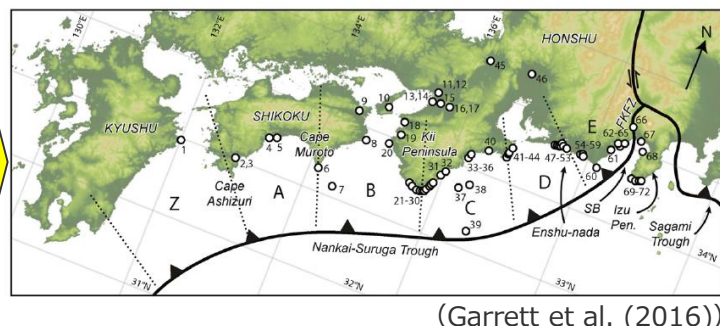 130°E
134°E
136°E
HONSHU
N
45
46
11,12
13,14
15
16,17
10
9
SHIKOKU
18
Kii
Peninsula
19
KYUSHU
1
2,3
4 5
Cape
Muroto
8
20
40
41-44
47-53
54-59
E
62-65
FKFZ
66
67
61
68
60
69-72
33-36
31
32
6
7
21-30
37
38
39
Cape
Ashizuri
Z
A
B
C
D
Enshu-nada
SB
Izu
Pen.
Sagami
Trough
Nankai-Suruga Trough
31°N
32°N
33°N
34°N
(Garrett et al. (2016))